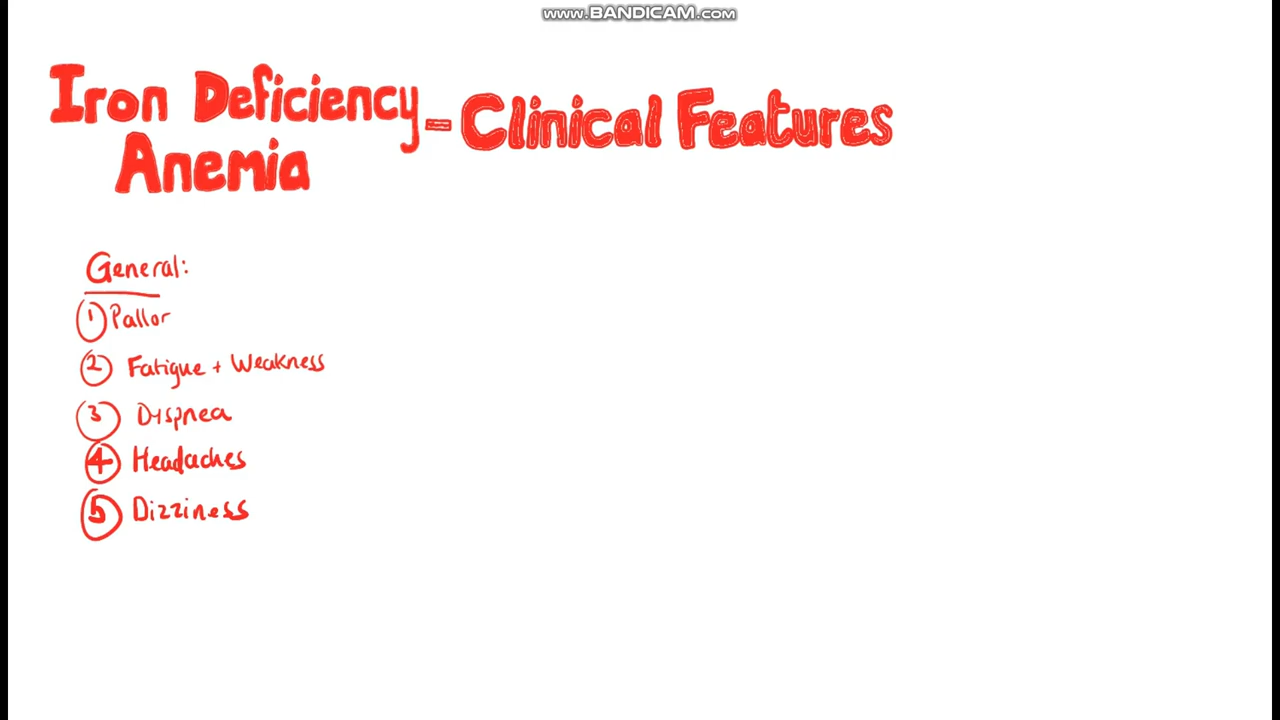 www.BANDICAM.com
Iron Deficiency
Anemia
- Clinical Features
General:
1 Pallor
2 Fatigue + Weakness
3 Dyspnea
4 Headaches
5 Dizziness